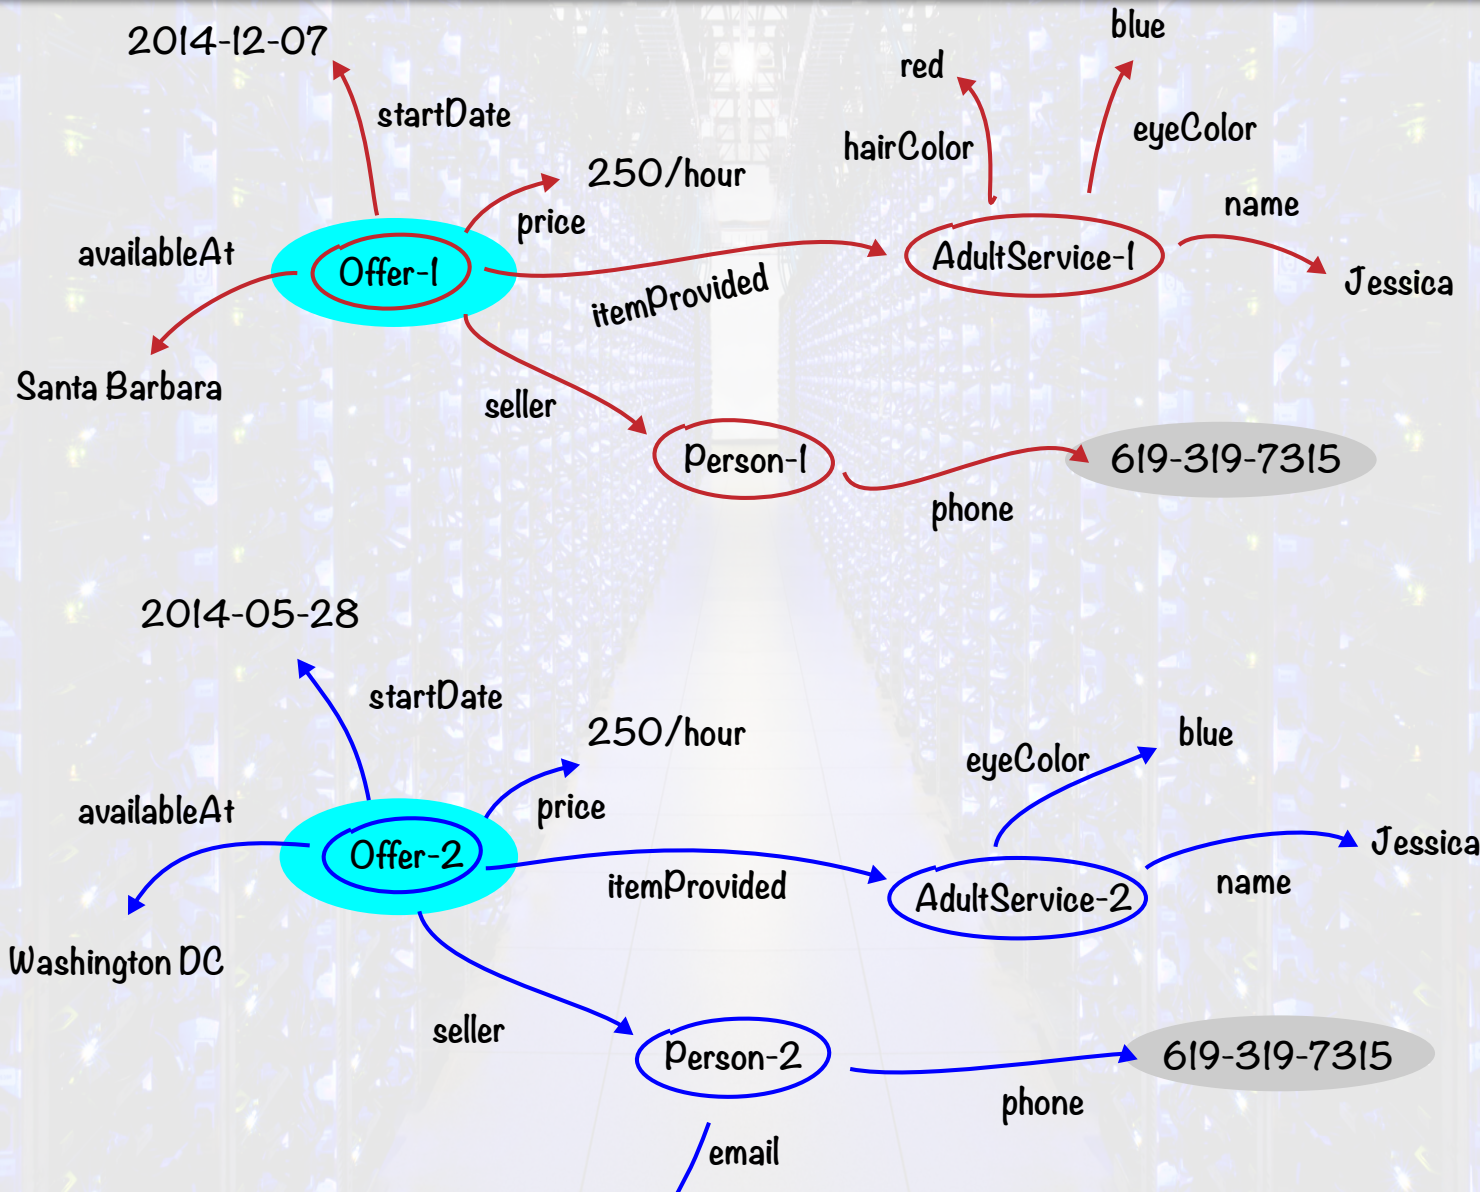 2014-12-07
startDate
250/hour
price
availableAt
Offer-1
itemProvided
Santa Barbara
seller
red
blue
hairColor
eyeColor
name
AdultService-1
Jessica
Person-1
619-319-7315
phone
2014-05-28
startDate
250/hour
price
availableAt
Offer-2
itemProvided
Washington DC
seller
eyeColor
blue
Jessica
name
AdultService-2
Person-2
619-319-7315
phone
email